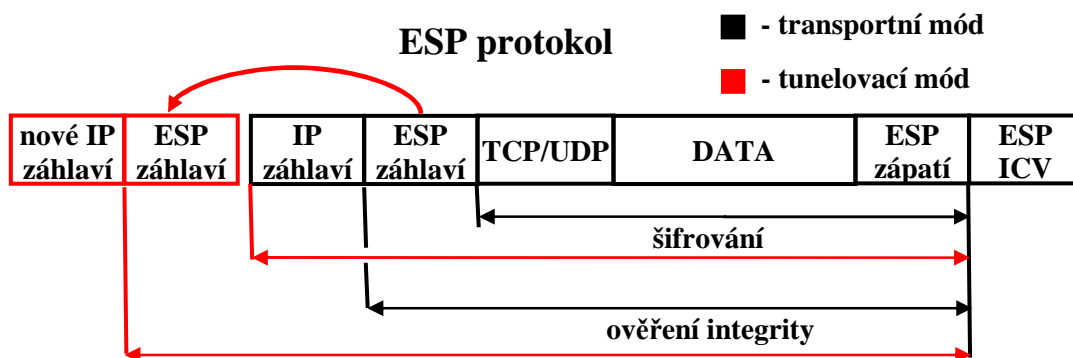 ESP protokol
- transportní mód
- tunelovací mód
nové IP
záhlaví
ESP
záhlaví
IP
záhlaví
ESP
záhlaví
TCP/UDP
DATA
ESP
zápatí
ESP
ICV
šifrování
ověření integrity